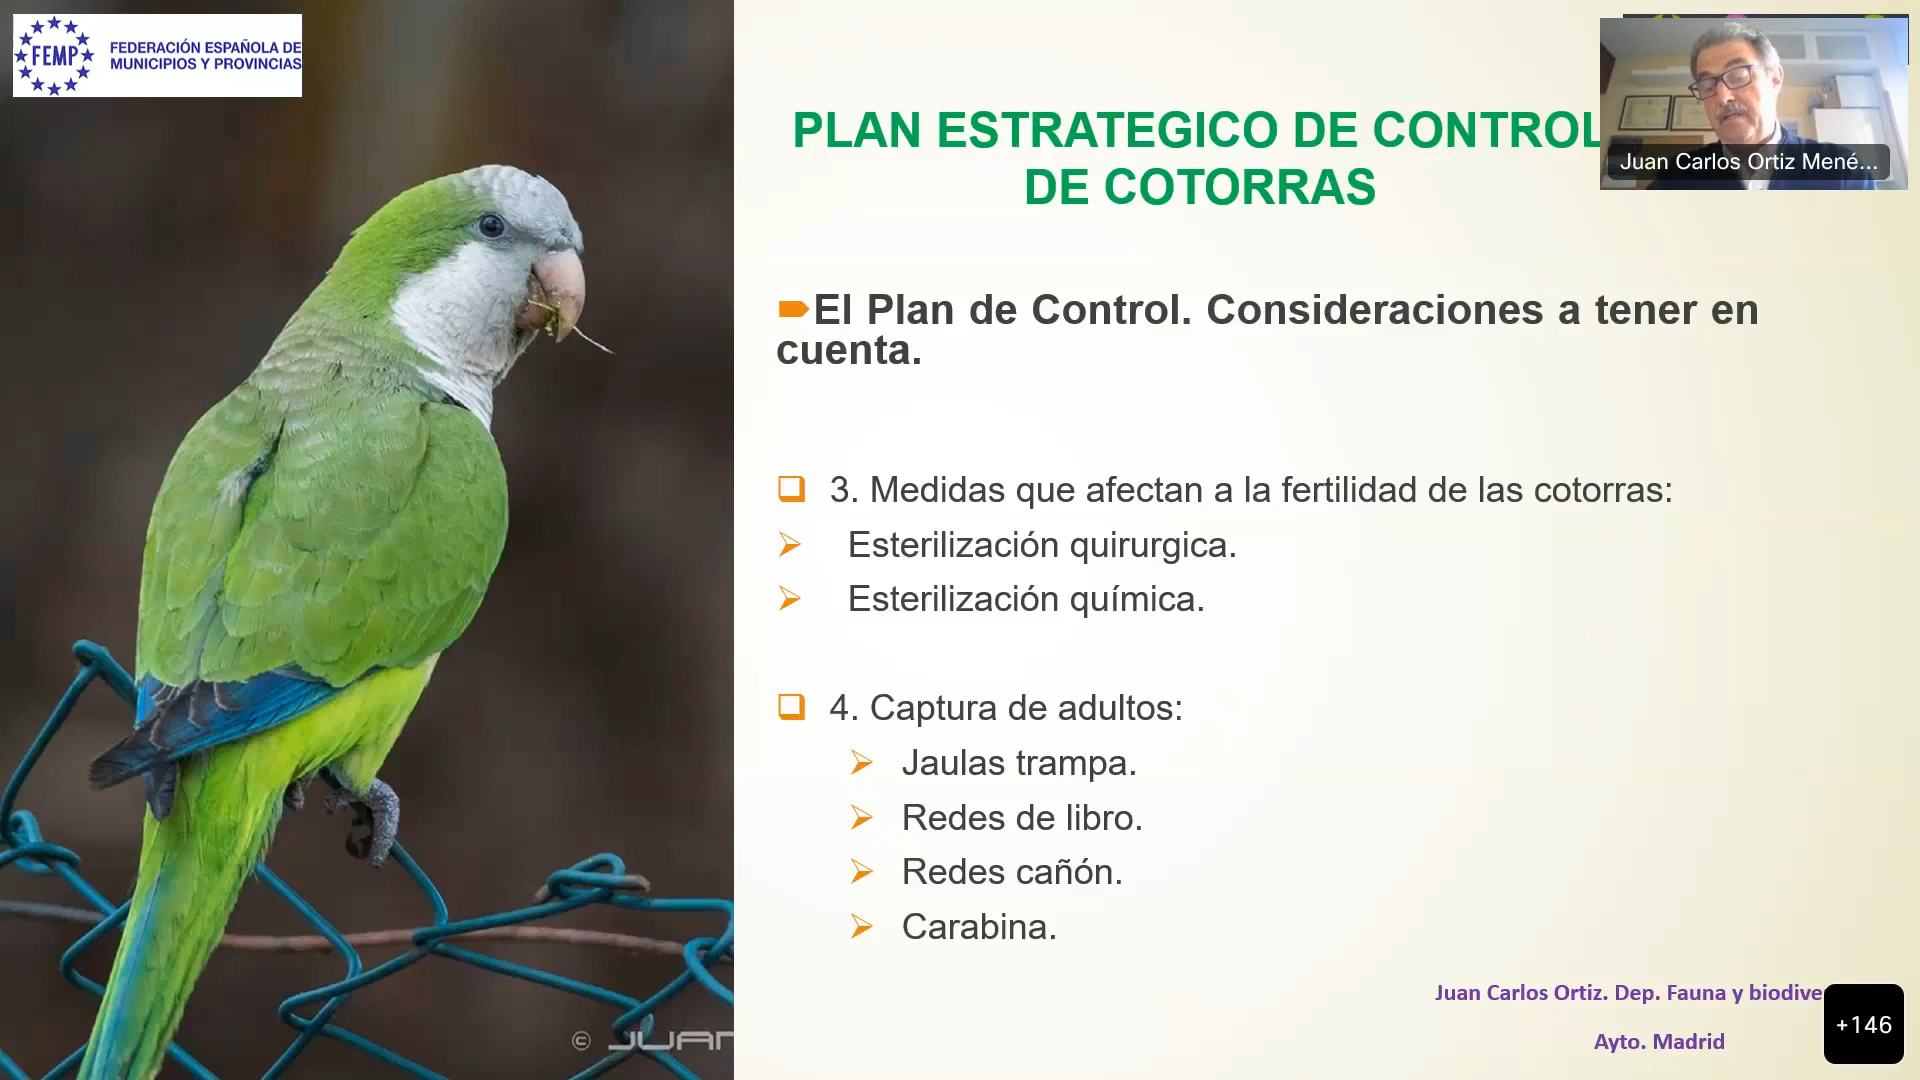 FEMP
FEDERACIÓN ESPAÑOLA DE
MUNICIPIOS Y PROVINCIAS
PLAN ESTRATEGICO DE CONTROL
DE COTORRAS
Juan Carlos Ortiz Mené...
El Plan de Control. Consideraciones a tener en
cuenta.
3. Medidas que afectan a la fertilidad de las cotorras:
Esterilización quirurgica.
Esterilización química.
4. Captura de adultos:
Jaulas trampa.
Redes de libro.
Redes cañón.
Carabina.
Juan Carlos Ortiz. Dep. Fauna y biodive
Ayto. Madrid
+146
© JUAN